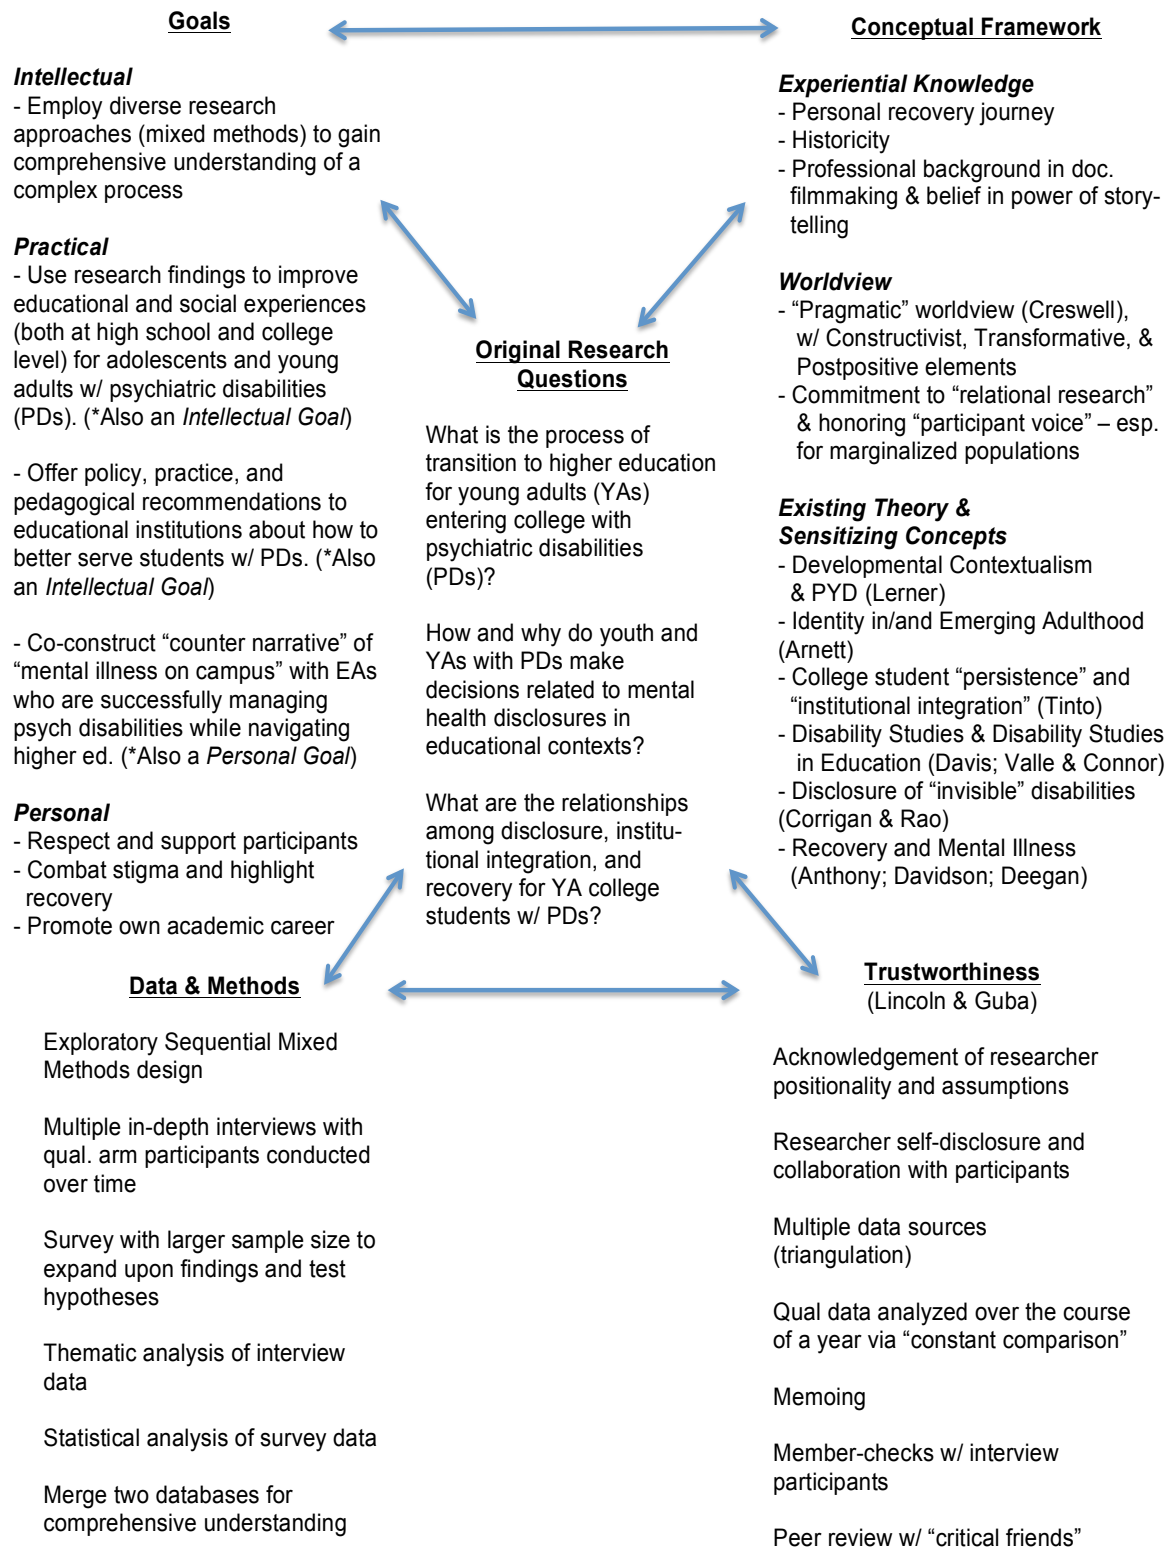 Goals
Intellectual
- Employ diverse research
approaches (mixed methods) to gain
comprehensive understanding of a
complex process
Practical
- Use research findings to improve
educational and social experiences
(both at high school and college
level) for adolescents and young
adults w/ psychiatric disabilities
(PDs). (*Also an Intellectual Goal)
- Offer policy, practice, and
pedagogical recommendations to
educational institutions about how to
better serve students w/ PDs. (*Also
an Intellectual Goal)
- Co-construct “counter narrative” of
“mental illness on campus” with EAs
who are successfully managing
psych disabilities while navigating
higher ed. (*Also a Personal Goal)
Personal
- Respect and support participants
- Combat stigma and highlight
recovery
- Promote own academic career
Conceptual Framework
Experiential Knowledge
- Personal recovery journey
- Historicity
- Professional background in doc.
filmmaking & belief in power of story-
telling
Worldview
- “Pragmatic” worldview (Creswell),
w/ Constructivist, Transformative, &
Postpositive elements
- Commitment to “relational research”
& honoring “participant voice” – esp.
for marginalized populations
Existing Theory &
Sensitizing Concepts
- Developmental Contextualism
& PYD (Lerner)
- Identity in/and Emerging Adulthood
(Arnett)
- College student “persistence” and
“institutional integration” (Tinto)
- Disability Studies & Disability Studies
in Education (Davis; Valle & Connor)
- Disclosure of “invisible” disabilities
(Corrigan & Rao)
- Recovery and Mental Illness
(Anthony; Davidson; Deegan)
Original Research
Questions
What is the process of
transition to higher education
for young adults (YAs)
entering college with
psychiatric disabilities
(PDs)?
How and why do youth and
YAs with PDs make
decisions related to mental
health disclosures in
educational contexts?
What are the relationships
among disclosure, institu-
tional integration, and
recovery for YA college
students w/ PDs?
Data & Methods
Exploratory Sequential Mixed
Methods design
Multiple in-depth interviews with
qual. arm participants conducted
over time
Survey with larger sample size to
expand upon findings and test
hypotheses
Thematic analysis of interview
data
Statistical analysis of survey data
Merge two databases for
comprehensive understanding
Trustworthiness
(Lincoln & Guba)
Acknowledgement of researcher
positionality and assumptions
Researcher self-disclosure and
collaboration with participants
Multiple data sources
(triangulation)
Qual data analyzed over the course
of a year via “constant comparison”
Memoing
Member-checks w/ interview
participants
Peer review w/ “critical friends”